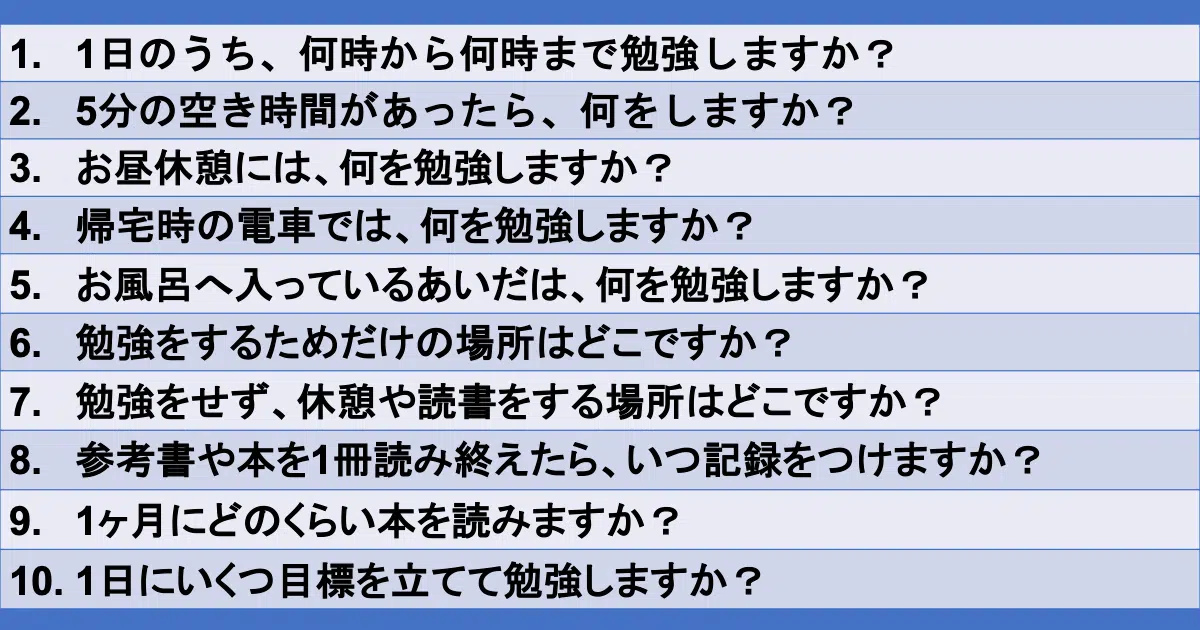 1. 1日のうち、何時から何時まで勉強しますか？
2. 5分の空き時間があったら、何をしますか？
3. お昼休憩には、何を勉強しますか？
4. 帰宅時の電車では、何を勉強しますか？
5. お風呂へ入っているあいだは、何を勉強しますか？
6. 勉強をするためだけの場所はどこですか？
7. 勉強をせず、休憩や読書をする場所はどこですか？
8. 参考書や本を1冊読み終えたら、いつ記録をつけますか？
9. 1ヶ月にどのくらい本を読みますか？
10. 1日にいくつ目標を立てて勉強しますか？